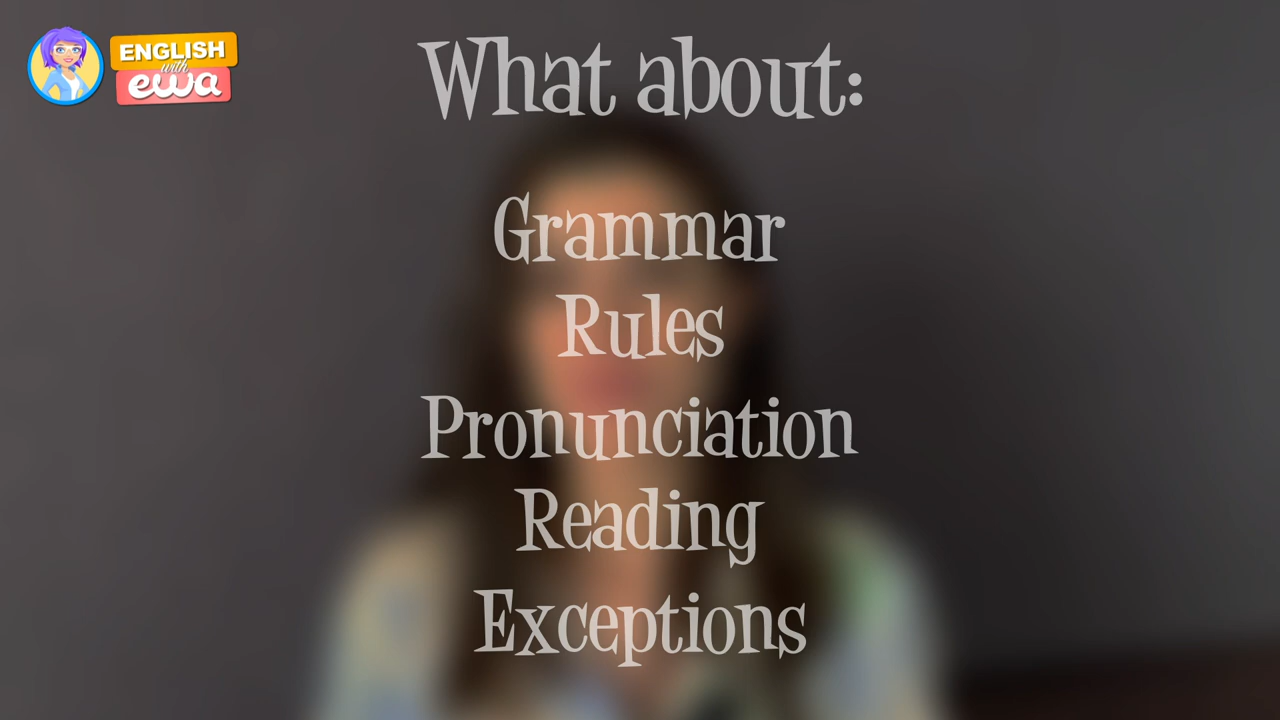 ENGLISH
with
ewa
What about:
Grammar
Rules
Pronunciation
Reading
Exceptions